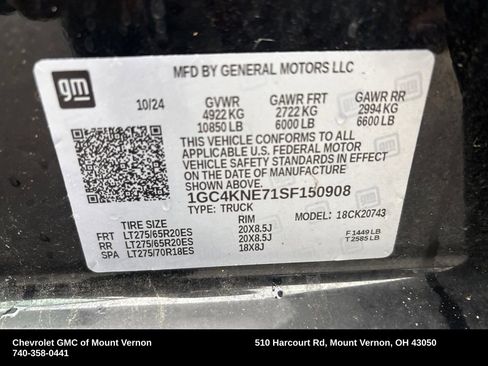 gm
MFD BY GENERAL MOTORS LLC
10/24 GVWR GAWR FRT GAWR RR
4922 KG 2722 KG 2994 KG
10850 LB 6000 LB 6600 LB
THIS VEHICLE CONFORMS TO ALL
APPLICABLE U.S. FEDERAL MOTOR
VEHICLE SAFETY STANDARDS IN EFFECT
ON THE DATE OF MANUFACTURE
SHOWN ABOVE.
1GC4KNE71SF150908
TYPE: TRUCK MODEL: 18CK20743
TIRE SIZE RIM
FRT LT275/65R20ES 20X8.5J F 1449 LB
RR LT275/65R20ES 20X8.5J T 2585 LB
SPA LT275/70R18ES 18X8J
Chevrolet GMC of Mount Vernon 510 Harcourt Rd, Mount Vernon, OH 43050
740-358-0441